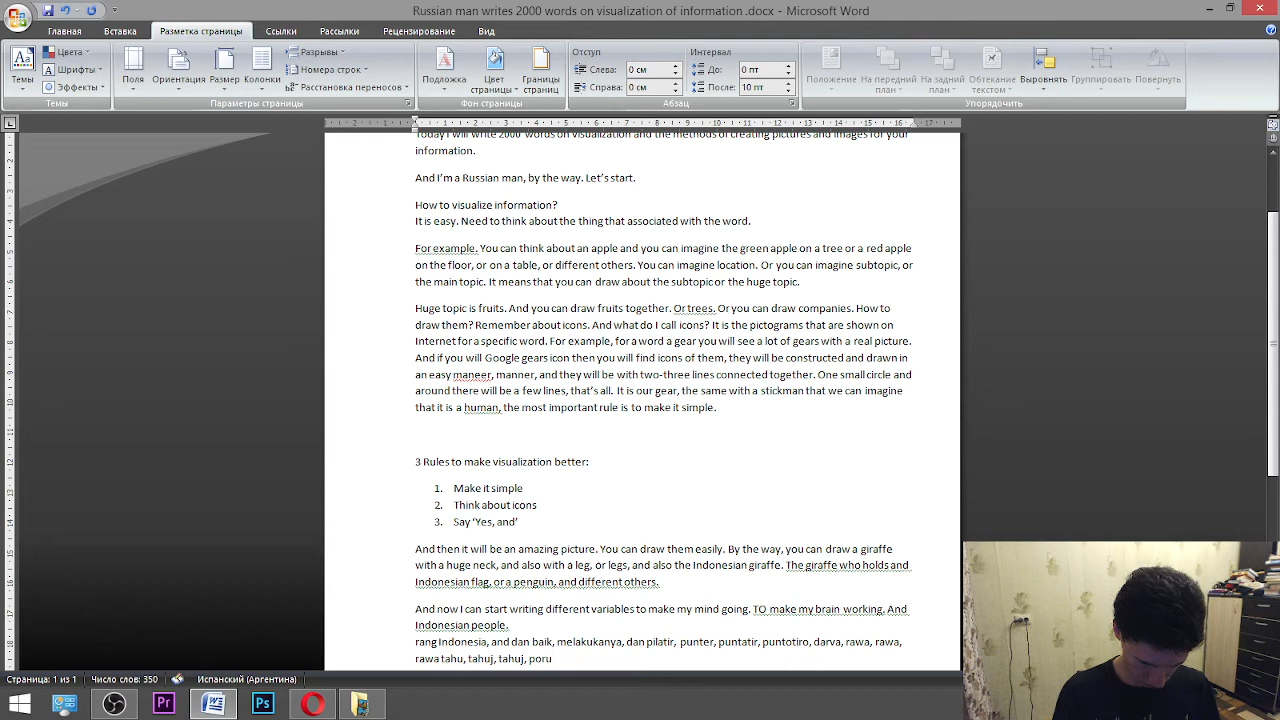 Russian man writes 2000 words on visualization of information .docx - Microsoft Word
Главная Вставка Разметка страницы Ссылки Рассылки Рецензирование Вид
Темы Цвета Шрифты Эффекты
Поля Ориентация Размер Колонки
Разрывы
Номера строк
Расстановка переносов
Подложка Цвет страницы Границы страниц
Отступ
Слева: 0 см
Справа: 0 см
Интервал
До: 0 пт
После: 10 пт
Положение На передний план На задний план Обтекание текстом Выровнять Группировать Повернуть
Темы Параметры страницы Фон страницы Абзац Упорядочить
Today I will write 2000 words on visualization and the methods of creating pictures and images for your
information.
And I'm a Russian man, by the way. Let's start.
How to visualize information?
It is easy. Need to think about the thing that associated with the word.
For example. You can think about an apple and you can imagine the green apple on a tree or a red apple
on the floor, or on a table, or different others. You can imagine location. Or you can imagine subtopic, or
the main topic. It means that you can draw about the subtopic or the huge topic.
Huge topic is fruits. And you can draw fruits together. Or trees. Or you can draw companies. How to
draw them? Remember about icons. And what do I call icons? It is the pictograms that are shown on
Internet for a specific word. For example, for a word a gear you will see a lot of gears with a real picture.
And if you will Google gears icon then you will find icons of them, they will be constructed and drawn in
an easy maneer, manner, and they will be with two-three lines connected together. One small circle and
around there will be a few lines, that's all. It is our gear, the same with a stickman that we can imagine
that it is a human, the most important rule is to make it simple.
3 Rules to make visualization better:
1. Make it simple
2. Think about icons
3. Say 'Yes, and'
And then it will be an amazing picture. You can draw them easily. By the way, you can draw a giraffe
with a huge neck, and also with a leg, or legs, and also the Indonesian giraffe. The giraffe who holds and
Indonesian flag, or a penguin, and different others.
And now I can start writing different variables to make my mind going. TO make my brain working. And
Indonesian people.
rang Indonesia, and dan baik, melakukanya, dan pilatir, punter, puntatir, puntotiro, darva, rawa, rawa,
rawa tahu, tahuj, tahuj, poru
Страница: 1 из 1 Число слов: 350 Испанский (Аргентина)
Pr Ps